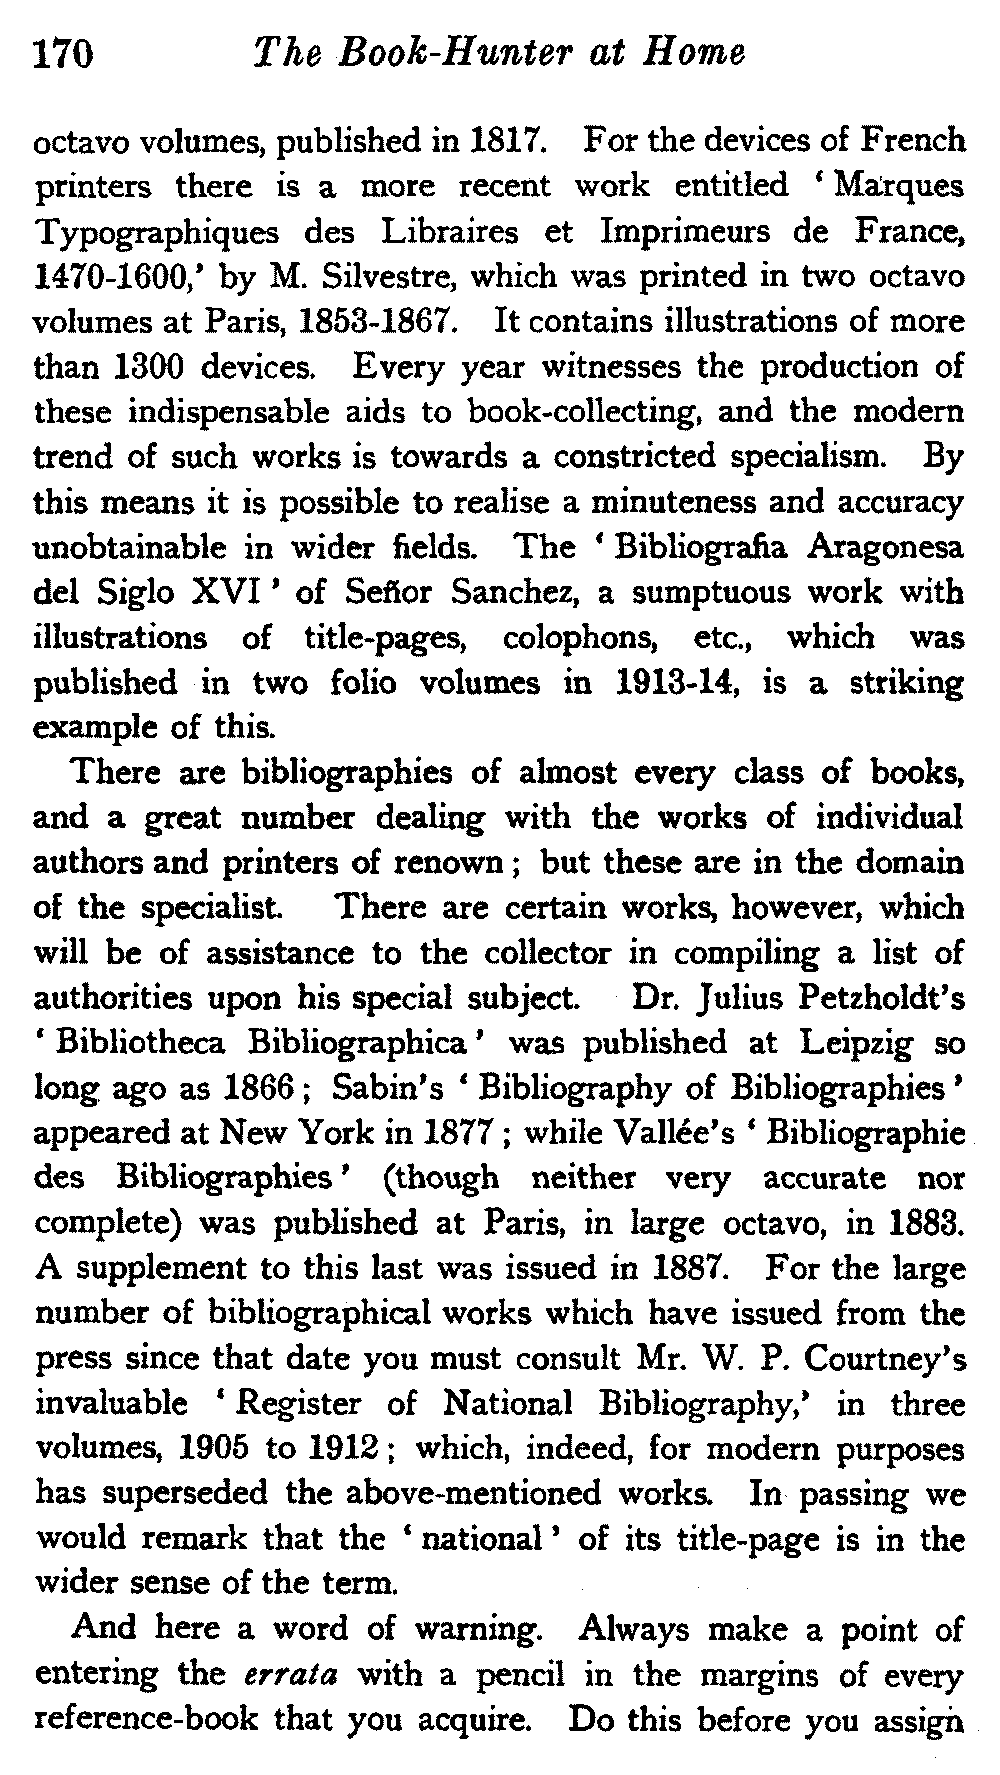 170 The Book-Hunter at Home
octavo volumes, published in 1817. For the devices of French
printers there is a more recent work entitled ‘ Marques
Typographiques des Libraires et Imprimeurs de France,
1470-1600,’ by M. Silvestre, which was printed in two octavo
volumes at Paris, 1853-1867. It contains illustrations of more
than 1300 devices. Every year witnesses the production of
these indispensable aids to book-collecting, and the modern
trend of such works is towards a constricted specialism. By
this means it is possible to realise a minuteness and accuracy
unobtainable in wider fields. The ‘ Bibliografia Aragonesa
del Siglo XVI ’ of Señor Sanchez, a sumptuous work with
illustrations of title-pages, colophons, etc., which was
published in two folio volumes in 1913-14, is a striking
example of this.
There are bibliographies of almost every class of books,
and a great number dealing with the works of individual
authors and printers of renown ; but these are in the domain
of the specialist. There are certain works, however, which
will be of assistance to the collector in compiling a list of
authorities upon his special subject. Dr. Julius Petzholdt’s
‘ Bibliotheca Bibliographica ’ was published at Leipzig so
long ago as 1866 ; Sabin’s ‘ Bibliography of Bibliographies ’
appeared at New York in 1877 ; while Vallée’s ‘ Bibliographie
des Bibliographies ’ (though neither very accurate nor
complete) was published at Paris, in large octavo, in 1883.
A supplement to this last was issued in 1887. For the large
number of bibliographical works which have issued from the
press since that date you must consult Mr. W. P. Courtney’s
invaluable ‘ Register of National Bibliography,’ in three
volumes, 1905 to 1912 ; which, indeed, for modern purposes
has superseded the above-mentioned works. In passing we
would remark that the ‘ national ’ of its title-page is in the
wider sense of the term.
And here a word of warning. Always make a point of
entering the errata with a pencil in the margins of every
reference-book that you acquire. Do this before you assign